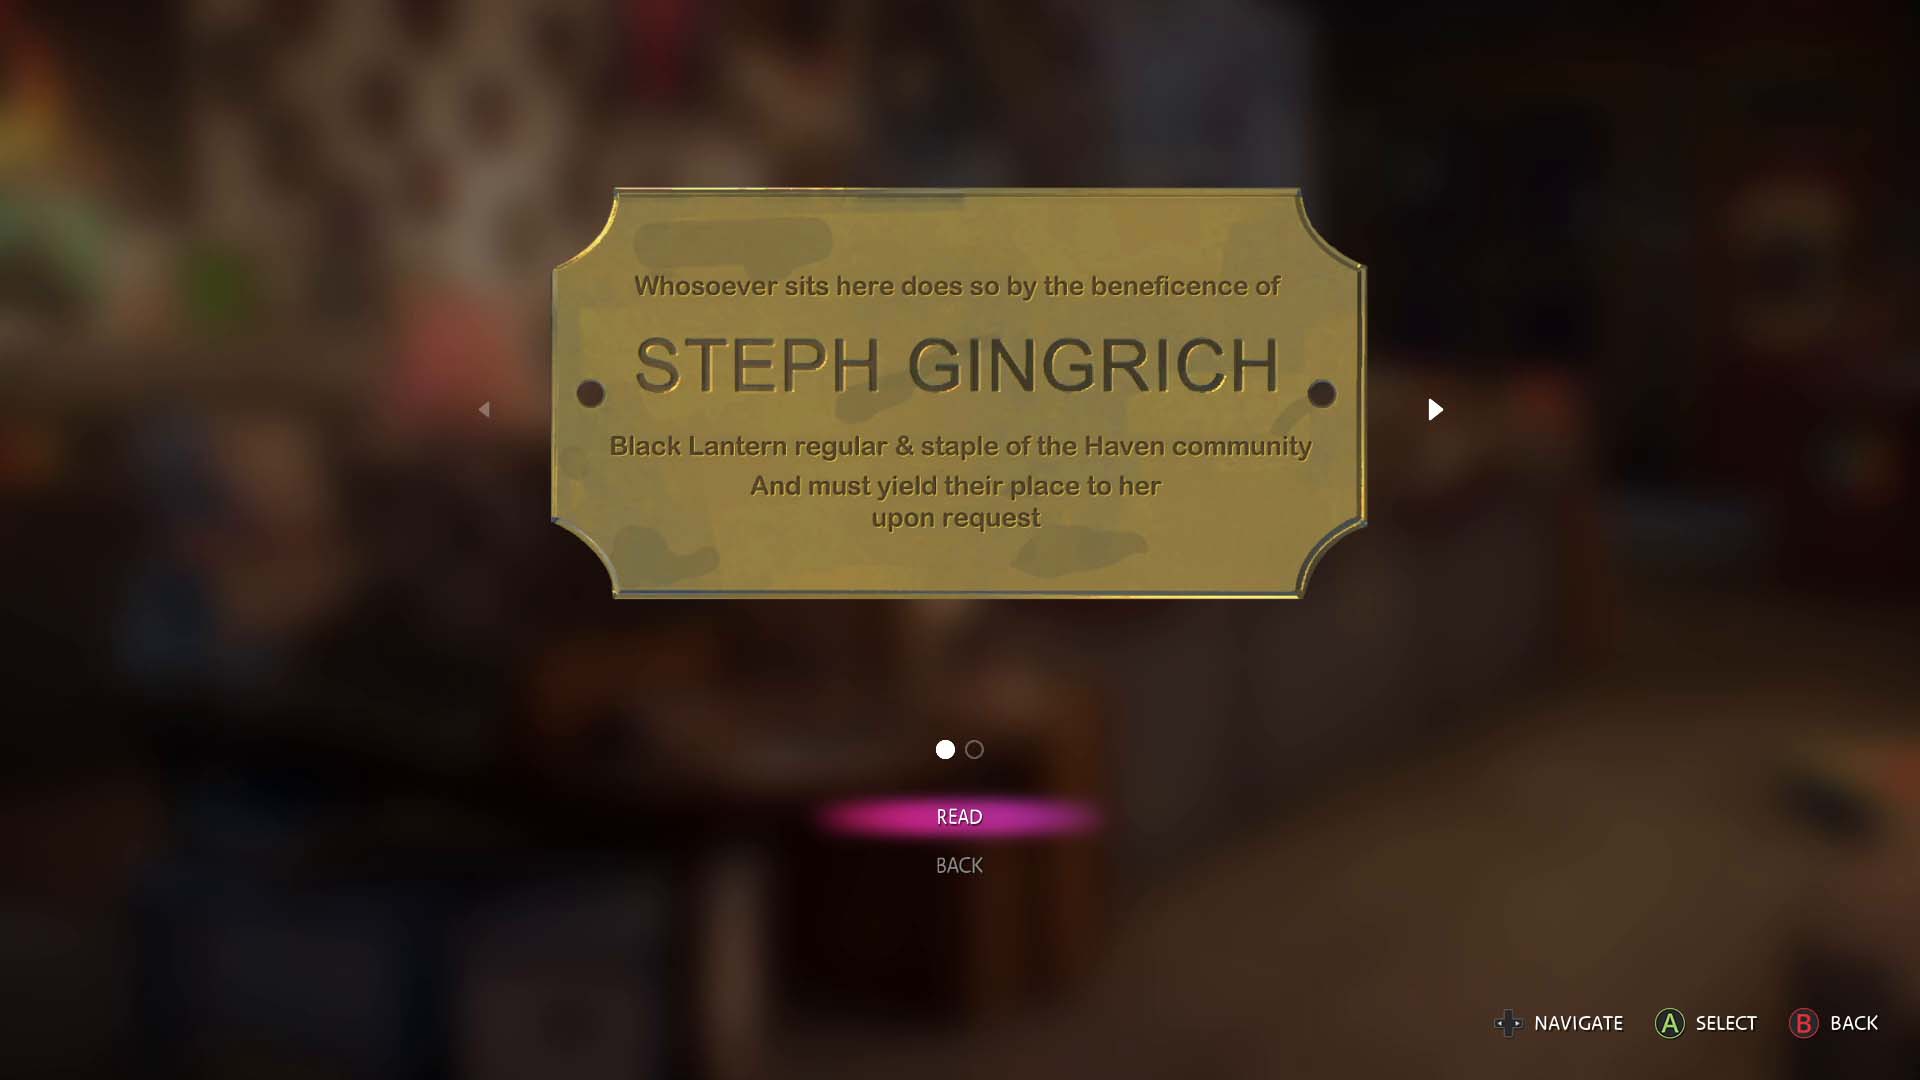 Whosoever sits here does so by the beneficence of
STEPH GINGRICH
Black Lantern regular & staple of the Haven community
And must yield their place to her
upon request
READ
BACK
NAVIGATE A SELECT B BACK